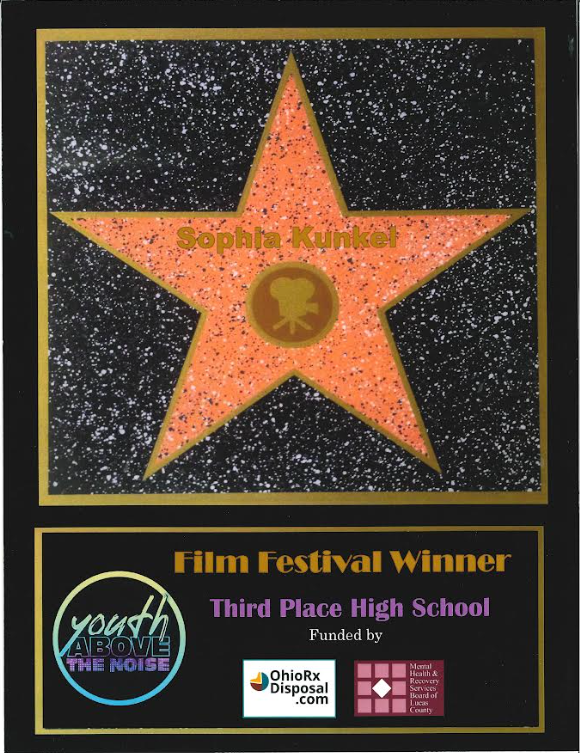 Sophia Kunkel
Film Festival Winner
Third Place High School
Funded by
youth
ABOVE
THE NOISE
OhioRx
Disposal
.com
Mental
Health &
Recovery
Services
Board of
Lucas
County